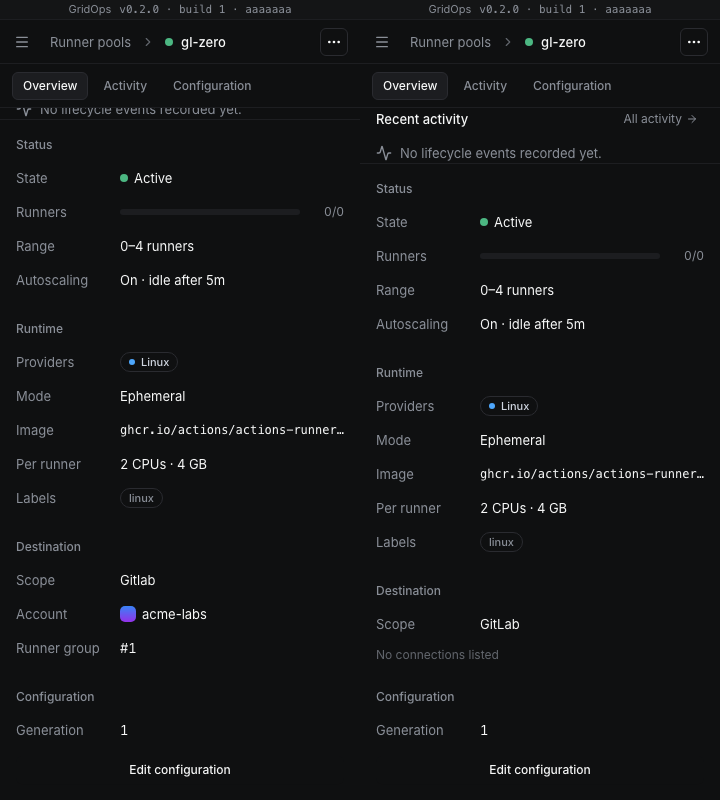 GridOps v0.2.0 · build 1 · aaaaaaa
Runner pools > gl-zero
Overview Activity Configuration
No lifecycle events recorded yet.
Status
State Active
Runners 0/0
Range 0–4 runners
Autoscaling On · idle after 5m
Runtime
Providers Linux
Mode Ephemeral
Image ghcr.io/actions/actions-runner…
Per runner 2 CPUs · 4 GB
Labels linux
Destination
Scope Gitlab
Account acme-labs
Runner group #1
Configuration
Generation 1
Edit configuration
GridOps v0.2.0 · build 1 · aaaaaaa
Runner pools > gl-zero
Overview Activity Configuration
Recent activity All activity →
No lifecycle events recorded yet.
Status
State Active
Runners 0/0
Range 0–4 runners
Autoscaling On · idle after 5m
Runtime
Providers Linux
Mode Ephemeral
Image ghcr.io/actions/actions-runner…
Per runner 2 CPUs · 4 GB
Labels linux
Destination
Scope GitLab
No connections listed
Configuration
Generation 1
Edit configuration